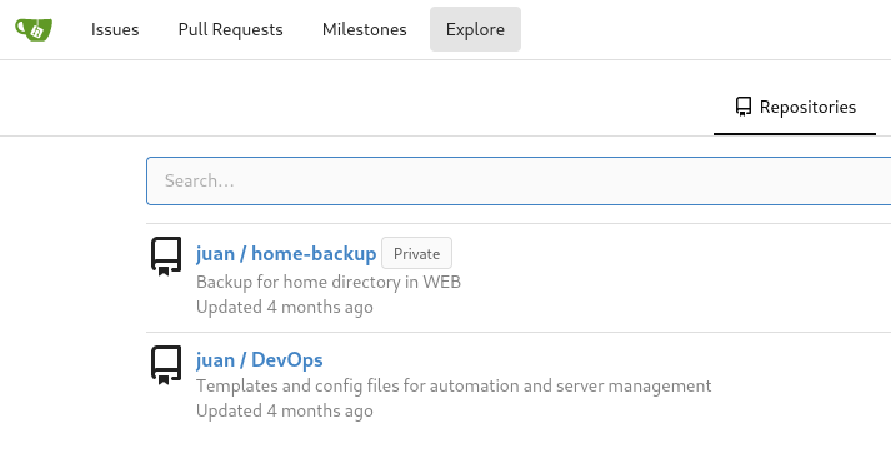 Issues Pull Requests Milestones Explore
Repositories
Search...
juan / home-backup Private
Backup for home directory in WEB
Updated 4 months ago
juan / DevOps
Templates and config files for automation and server management
Updated 4 months ago